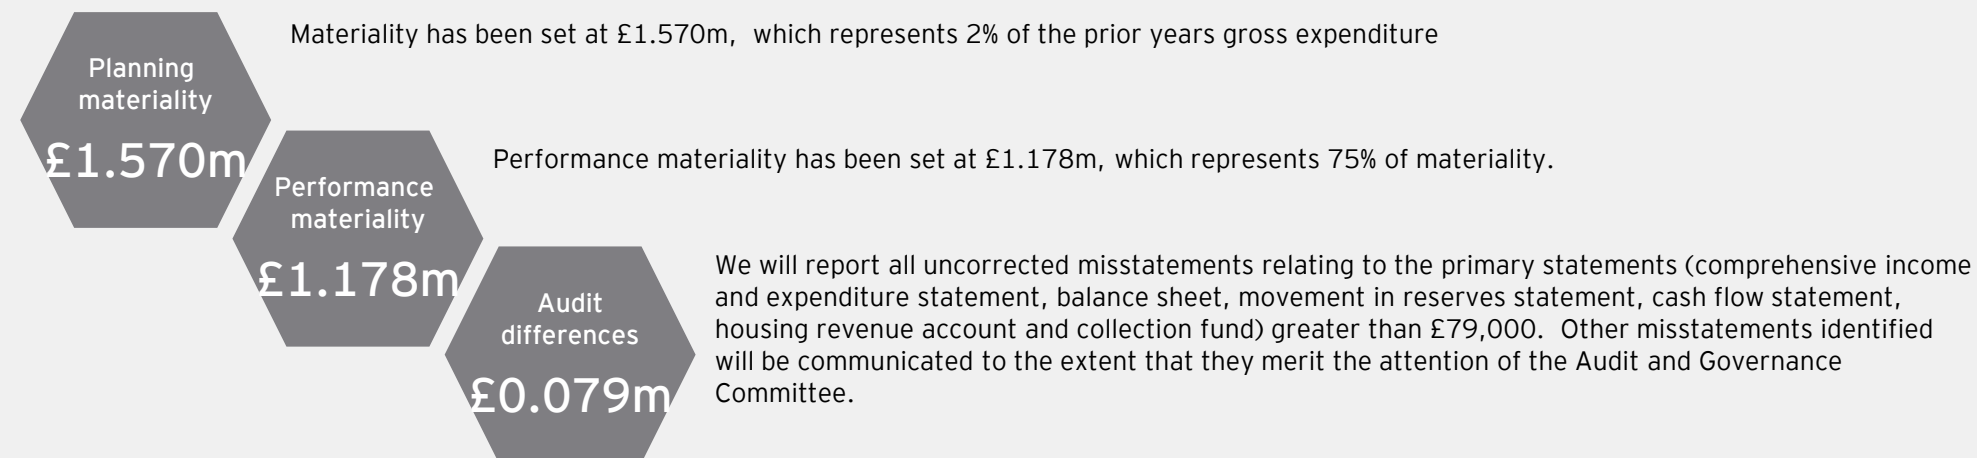 Planning
materiality
£1.570m
Materiality has been set at £1.570m, which represents 2% of the prior years gross expenditure
Performance
materiality
£1.178m
Performance materiality has been set at £1.178m, which represents 75% of materiality.
Audit
differences
£0.079m
We will report all uncorrected misstatements relating to the primary statements (comprehensive income
and expenditure statement, balance sheet, movement in reserves statement, cash flow statement,
housing revenue account and collection fund) greater than £79,000. Other misstatements identified
will be communicated to the extent that they merit the attention of the Audit and Governance
Committee.